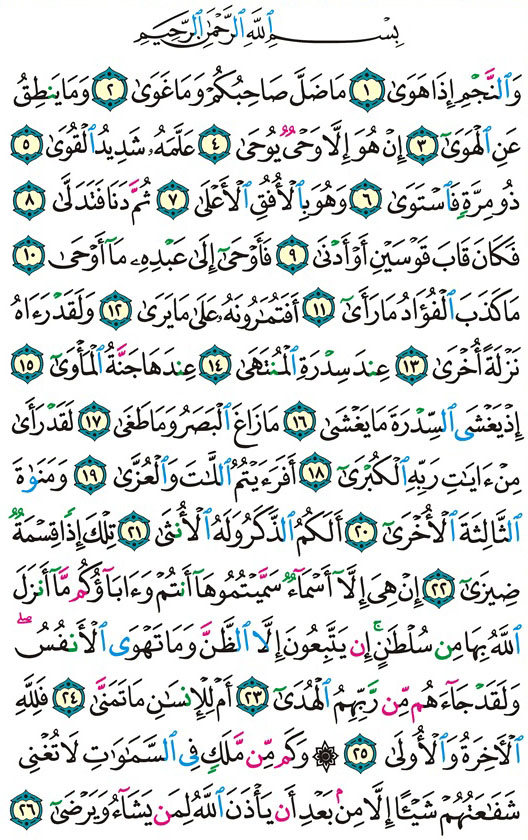 بِسْمِ ٱللَّهِ ٱلرَّحْمَٰنِ ٱلرَّحِيمِ
وَٱلنَّجْمِ إِذَا هَوَىٰ ١ مَا ضَلَّ صَاحِبُكُمْ وَمَا غَوَىٰ ٢ وَمَا يَنطِقُ
عَنِ ٱلْهَوَىٰٓ ٣ إِنْ هُوَ إِلَّا وَحْىٌ يُوحَىٰ ٤ عَلَّمَهُۥ شَدِيدُ ٱلْقُوَىٰ ٥
ذُو مِرَّةٍ فَٱسْتَوَىٰ ٦ وَهُوَ بِٱلْأُفُقِ ٱلْأَعْلَىٰ ٧ ثُمَّ دَنَا فَتَدَلَّىٰ ٨
فَكَانَ قَابَ قَوْسَيْنِ أَوْ أَدْنَىٰ ٩ فَأَوْحَىٰٓ إِلَىٰ عَبْدِهِۦ مَآ أَوْحَىٰ ١٠
مَا كَذَبَ ٱلْفُؤَادُ مَا رَأَىٰٓ ١١ أَفَتُمَٰرُونَهُۥ عَلَىٰ مَا يَرَىٰ ١٢ وَلَقَدْ رَءَاهُ
نَزْلَةً أُخْرَىٰ ١٣ عِندَ سِدْرَةِ ٱلْمُنتَهَىٰ ١٤ عِندَهَا جَنَّةُ ٱلْمَأْوَىٰٓ ١٥
إِذْ يَغْشَى ٱلسِّدْرَةَ مَا يَغْشَىٰ ١٦ مَا زَاغَ ٱلْبَصَرُ وَمَا طَغَىٰ ١٧ لَقَدْ رَأَىٰ
مِنْ ءَايَٰتِ رَبِّهِ ٱلْكُبْرَىٰٓ ١٨ أَفَرَءَيْتُمُ ٱللَّٰتَ وَٱلْعُزَّىٰ ١٩ وَمَنَوٰةَ
ٱلثَّالِثَةَ ٱلْأُخْرَىٰٓ ٢٠ أَلَكُمُ ٱلذَّكَرُ وَلَهُ ٱلْأُنثَىٰ ٢١ تِلْكَ إِذًا قِسْمَةٌ
ضِيزَىٰٓ ٢٢ إِنْ هِىَ إِلَّآ أَسْمَآءٌ سَمَّيْتُمُوهَآ أَنتُمْ وَءَابَآؤُكُم مَّآ أَنزَلَ
ٱللَّهُ بِهَا مِن سُلْطَٰنٍ ۚ إِن يَتَّبِعُونَ إِلَّا ٱلظَّنَّ وَمَا تَهْوَى ٱلْأَنفُسُ ۖ
وَلَقَدْ جَآءَهُم مِّن رَّبِّهِمُ ٱلْهُدَىٰٓ ٢٣ أَمْ لِلْإِنسَٰنِ مَا تَمَنَّىٰ ٢٤ فَلِلَّهِ
ٱلْءَاخِرَةُ وَٱلْأُولَىٰ ٢٥ ۞ وَكَم مِّن مَّلَكٍ فِى ٱلسَّمَٰوَٰتِ لَا تُغْنِى
شَفَٰعَتُهُمْ شَيْـًٔا إِلَّا مِنۢ بَعْدِ أَن يَأْذَنَ ٱللَّهُ لِمَن يَشَآءُ وَيَرْضَىٰٓ ٢٦